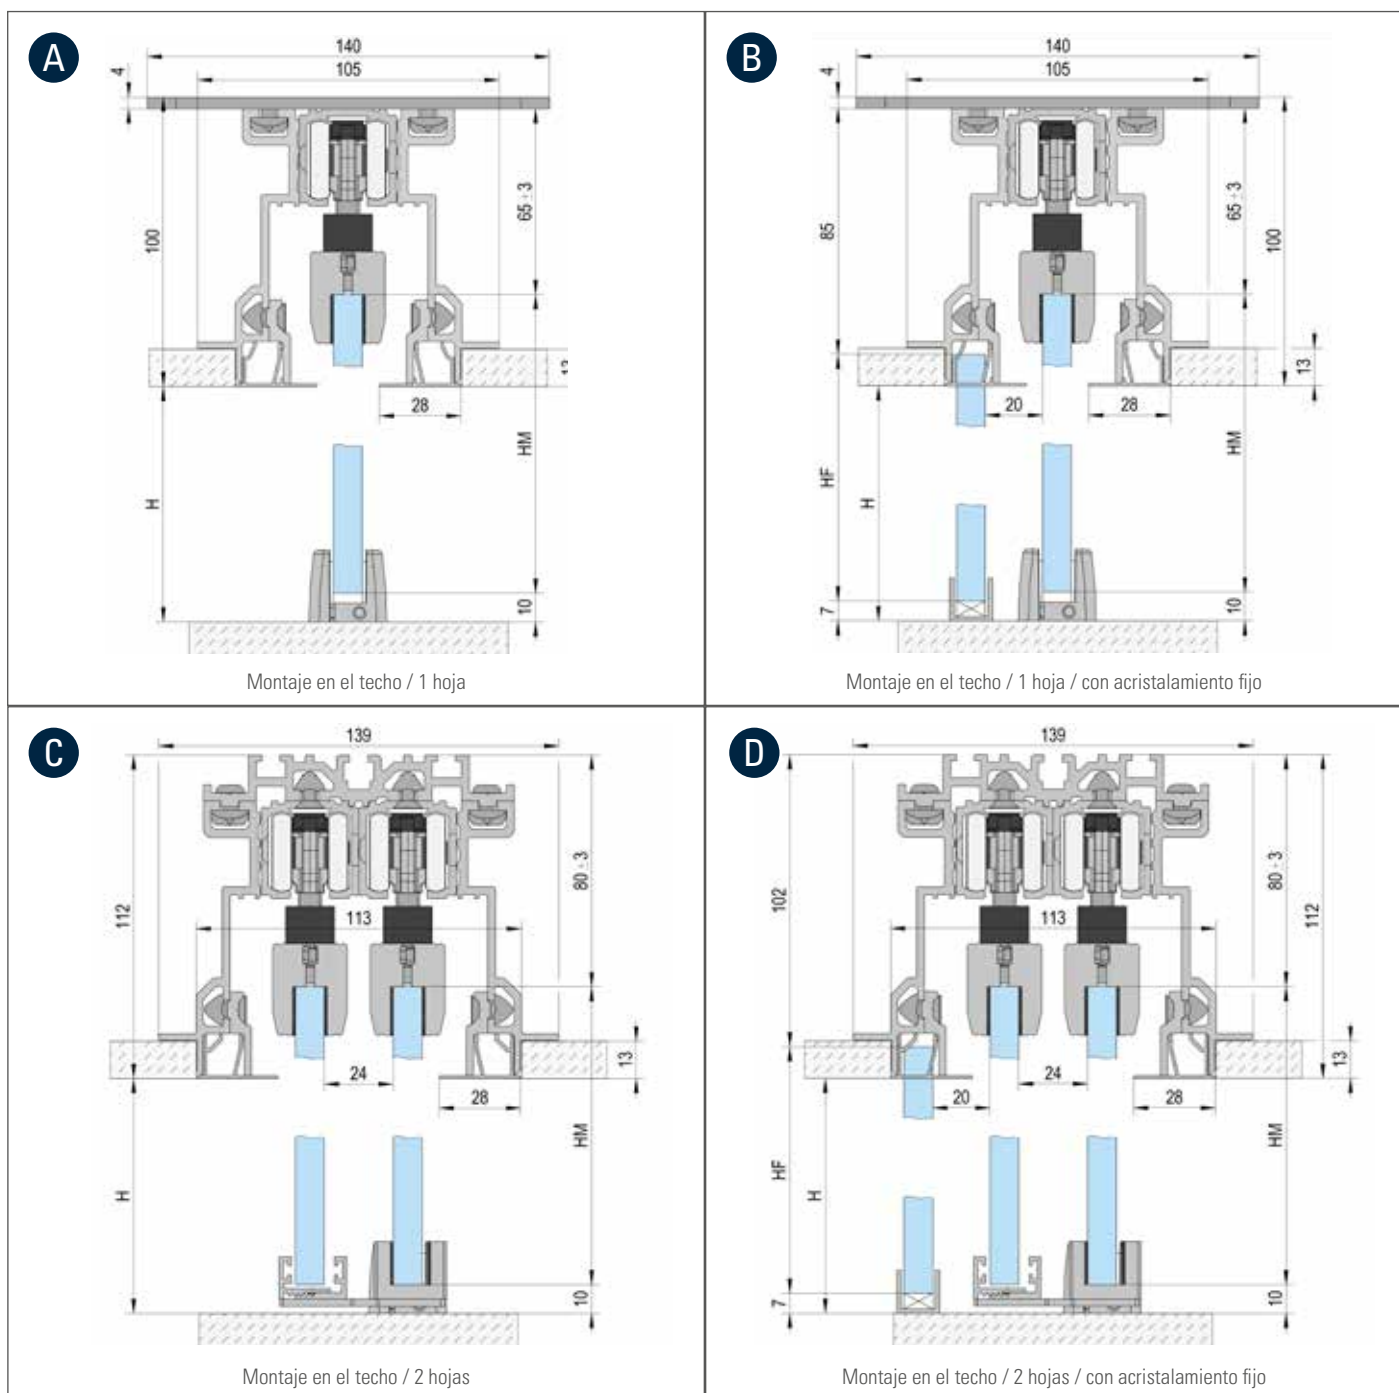 A
140
105
4
100
65 ± 3
13
28
HM
H
10
Montaje en el techo / 1 hoja
B
140
105
4
85
65 ± 3
100
13
20
28
HF
H
HM
7
10
Montaje en el techo / 1 hoja / con acristalamiento fijo
C
139
112
80 ± 3
113
13
24
28
HM
H
10
Montaje en el techo / 2 hojas
D
139
102
80 ± 3
112
113
13
20
24
28
HF
H
HM
7
10
Montaje en el techo / 2 hojas / con acristalamiento fijo